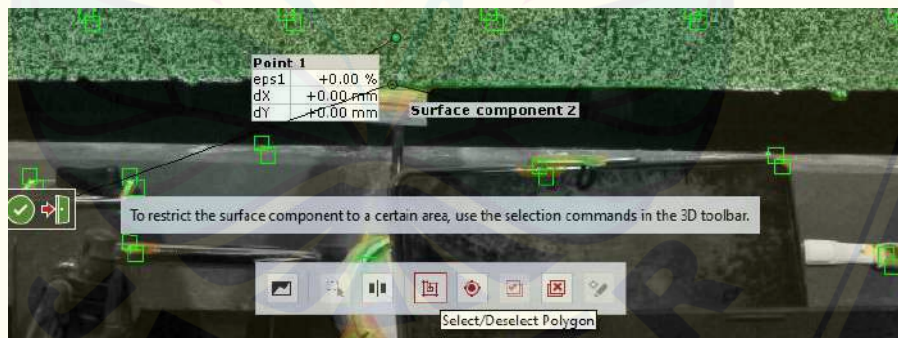 Point 1
eps1 +0.00 %
dX +0.00 mm
dY +0.00 mm
Surface component 2
To restrict the surface component to a certain area, use the selection commands in the 3D toolbar.
Select/Deselect Polygon